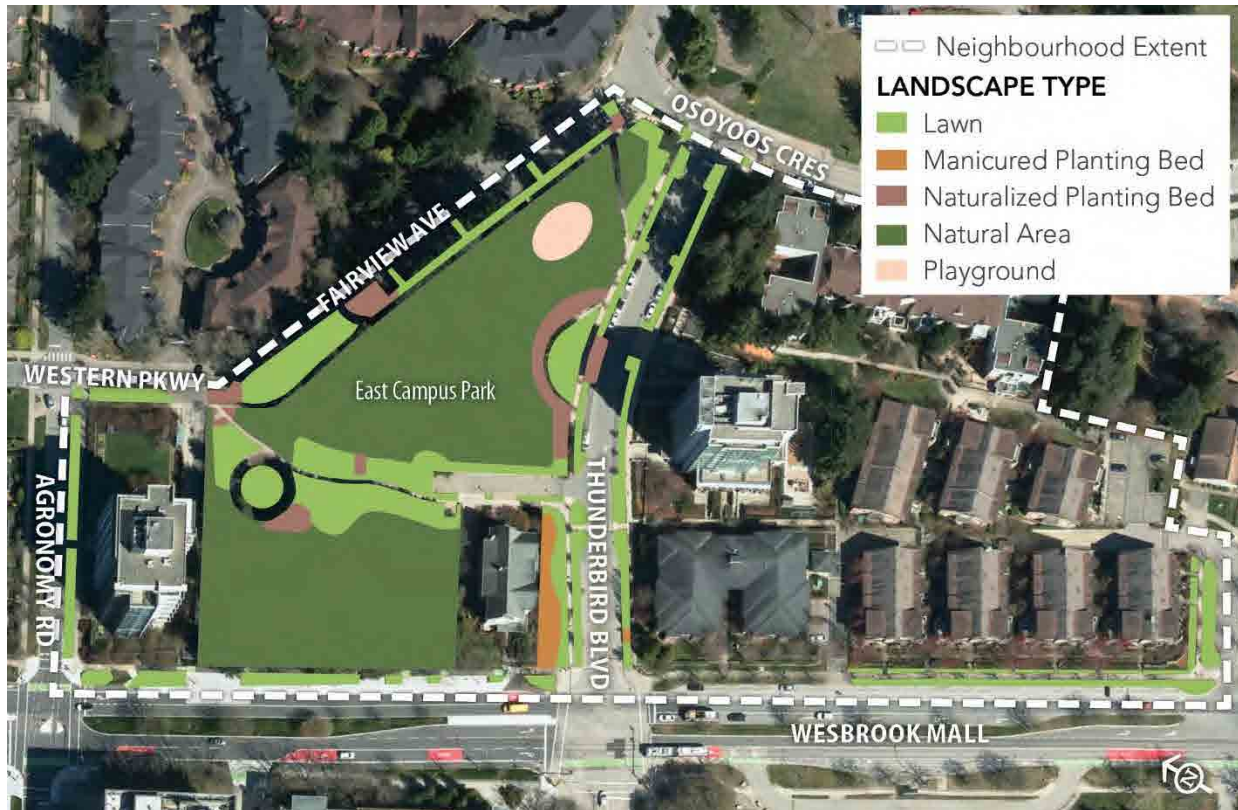 Neighbourhood Extent
LANDSCAPE TYPE
Lawn
Manicured Planting Bed
Naturalized Planting Bed
Natural Area
Playground
OSOYOOS CRES
FAIRVIEW AVE
WESTERN PKWY
East Campus Park
AGRONOMY RD
THUNDERBIRD BLVD
WESBROOK MALL
N